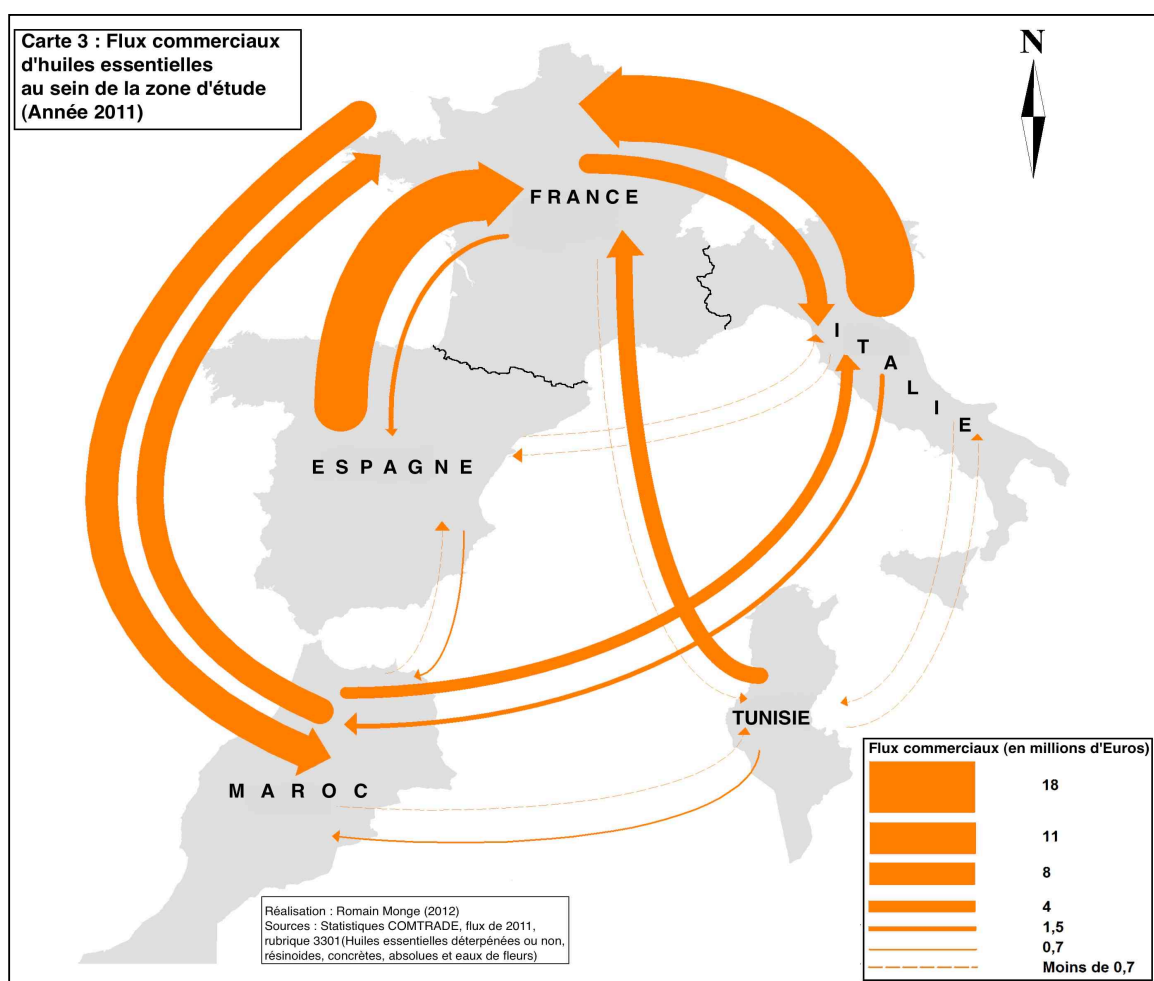 Carte 3 : Flux commerciaux
d'huiles essentielles
au sein de la zone d'étude
(Année 2011)
N
FRANCE
ITALIE
ESPAGNE
TUNISIE
MAROC
Flux commerciaux (en millions d'Euros)
18
11
8
4
1,5
0,7
Moins de 0,7
Réalisation : Romain Monge (2012)
Sources : Statistiques COMTRADE, flux de 2011,
rubrique 3301(Huiles essentielles déterpénées ou non,
résinoides, concrètes, absolues et eaux de fleurs)